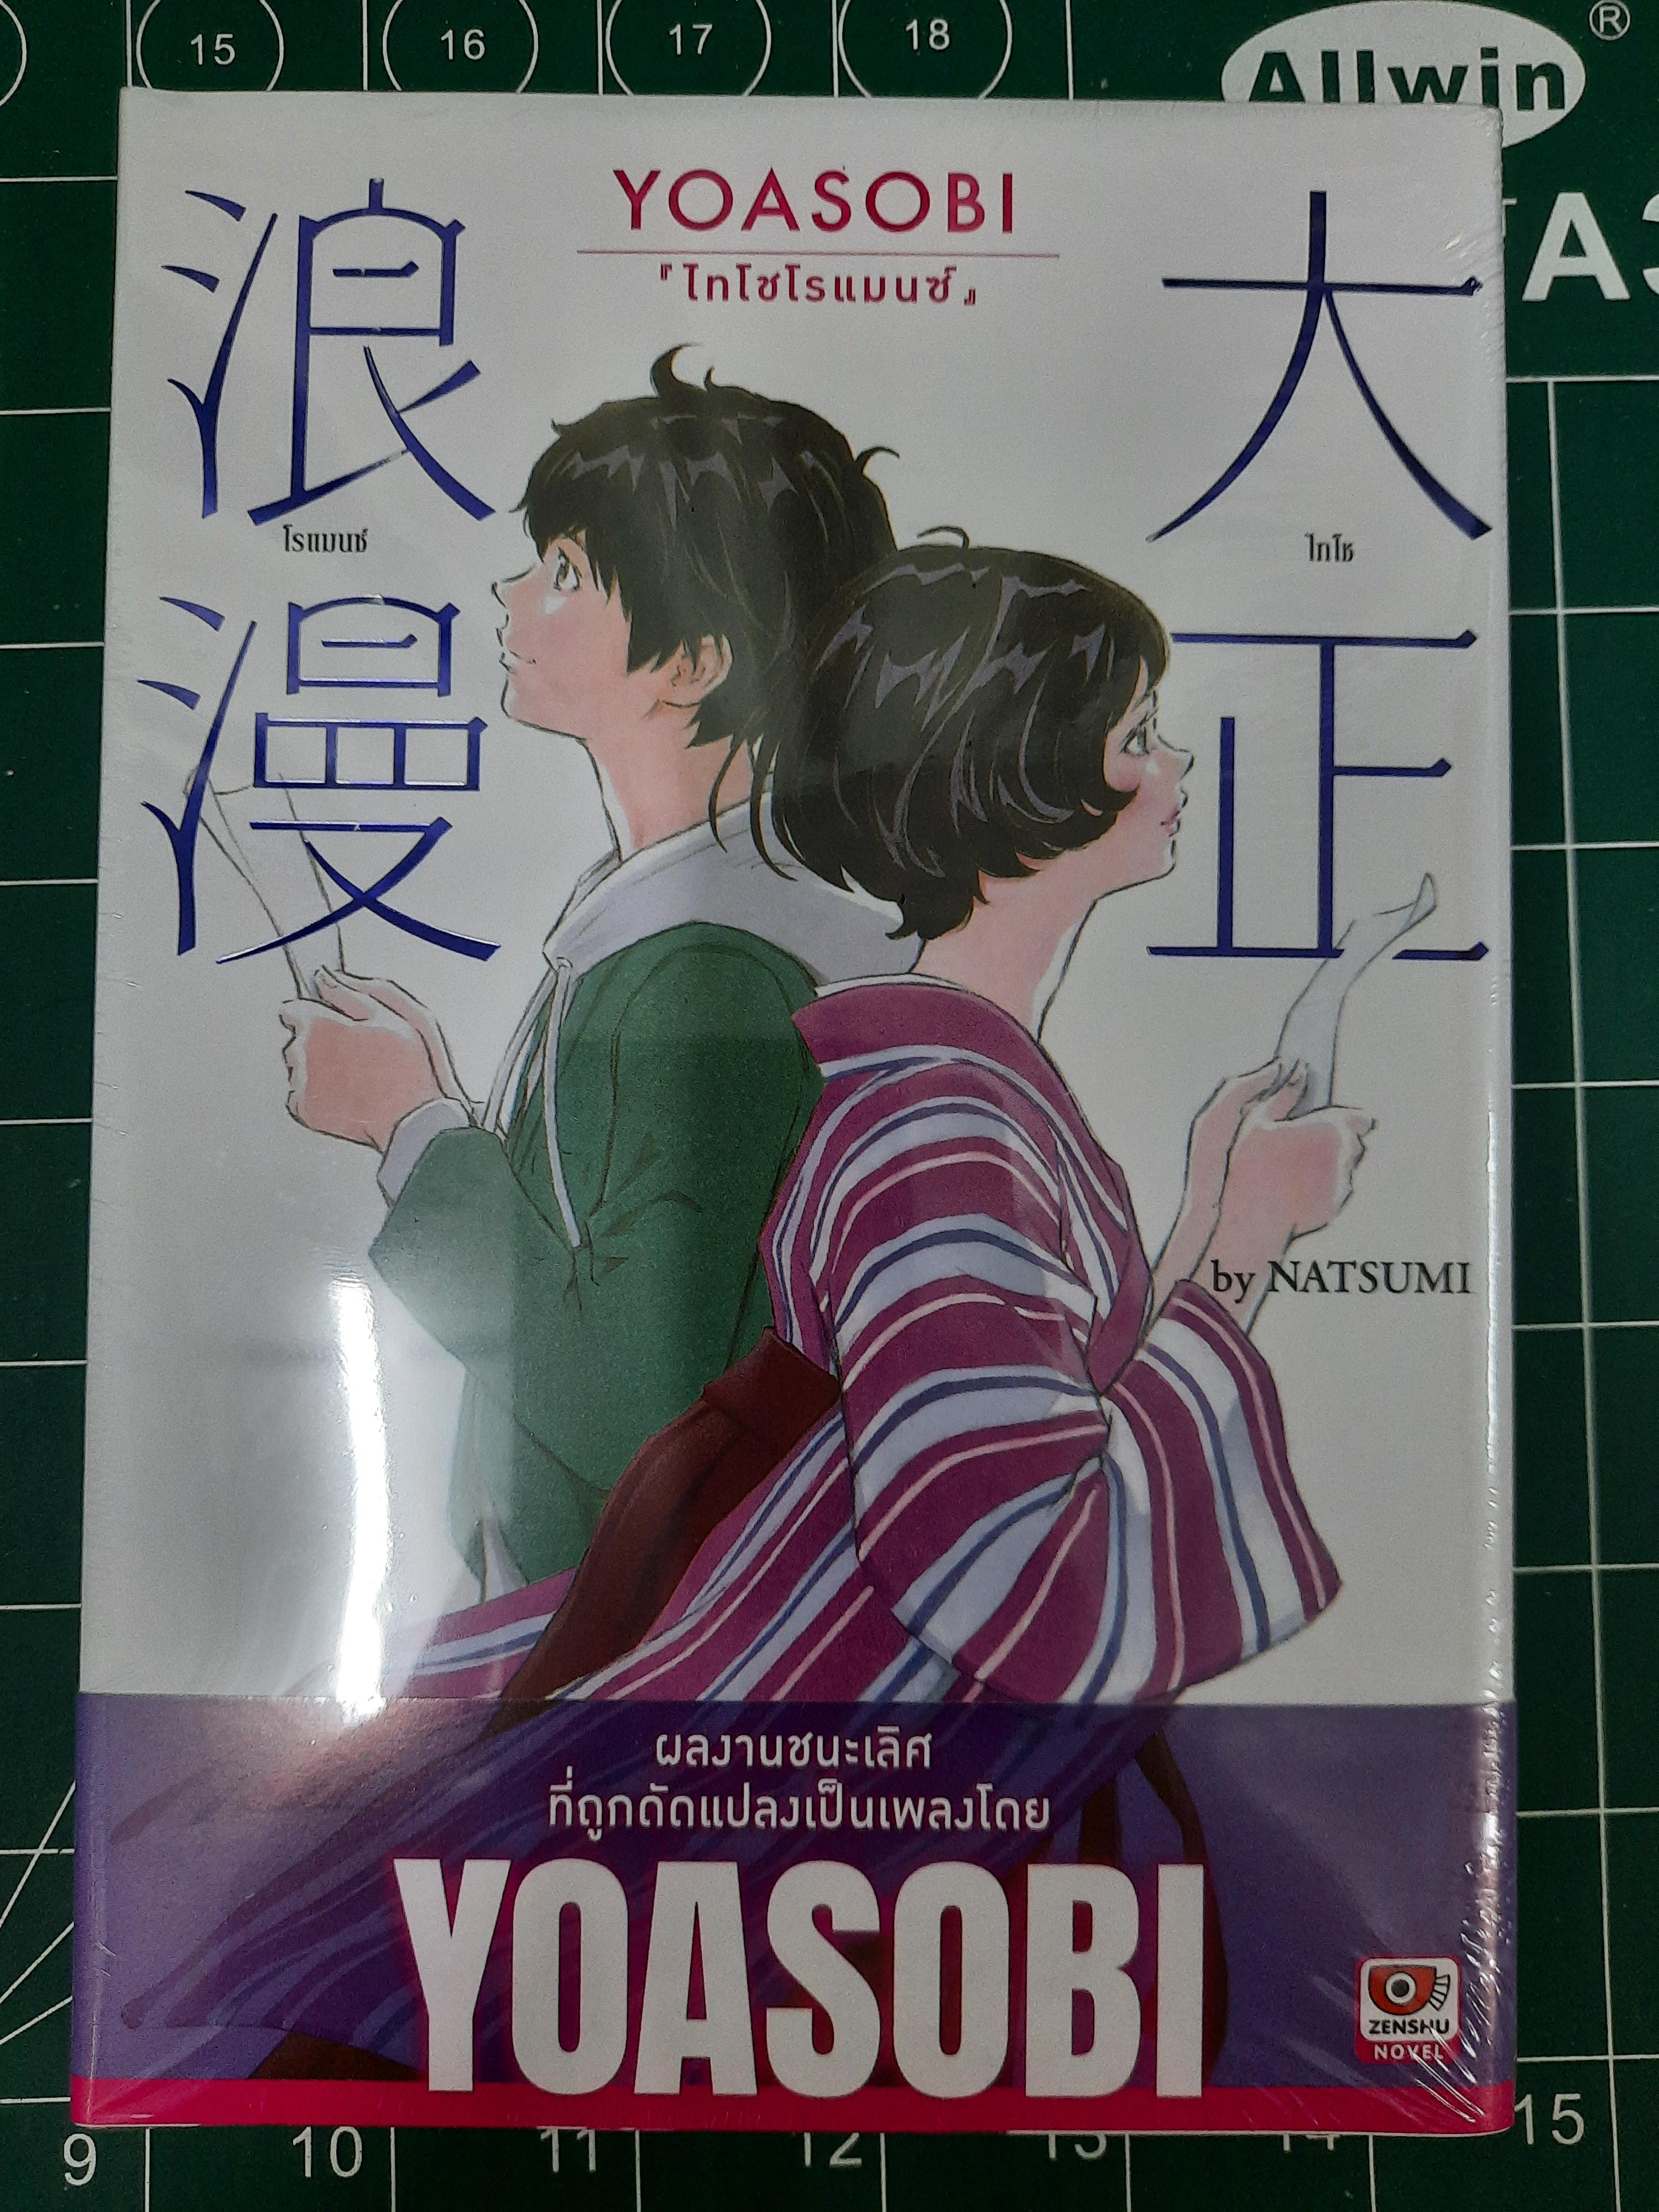 15 16 17 18
Allwin ®
A3
YOASOBI
『ไทโชโรแมนซ์』
大正
ไทโช
浪漫
โรแมนซ์
by NATSUMI
ผลงานชนะเลิศ
ที่ถูกดัดแปลงเป็นเพลงโดย
YOASOBI
ZENSHU
NOVEL
9 10 11 12 13 14 15